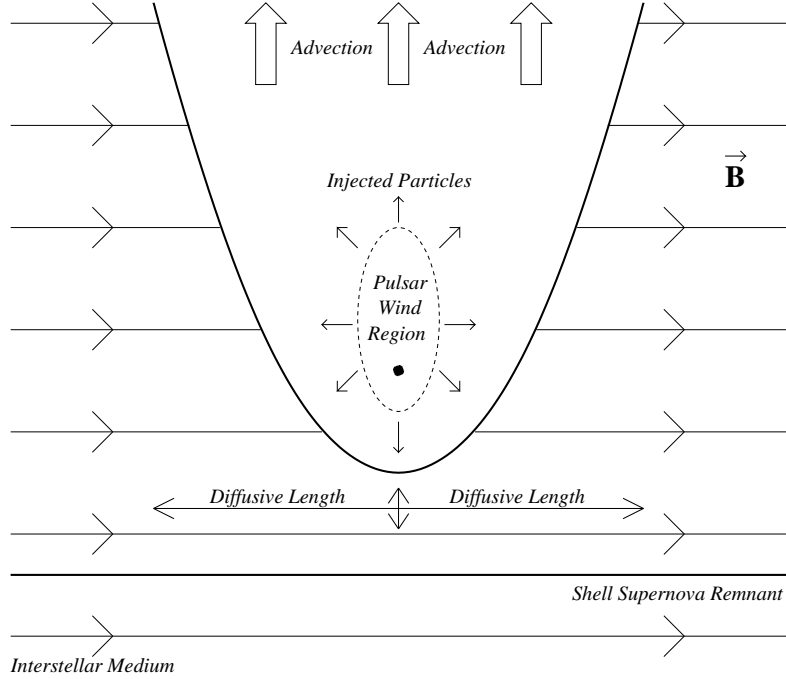 Advection
Advection
B
Injected Particles
Pulsar
Wind
Region
Diffusive Length
Diffusive Length
Shell Supernova Remnant
Interstellar Medium